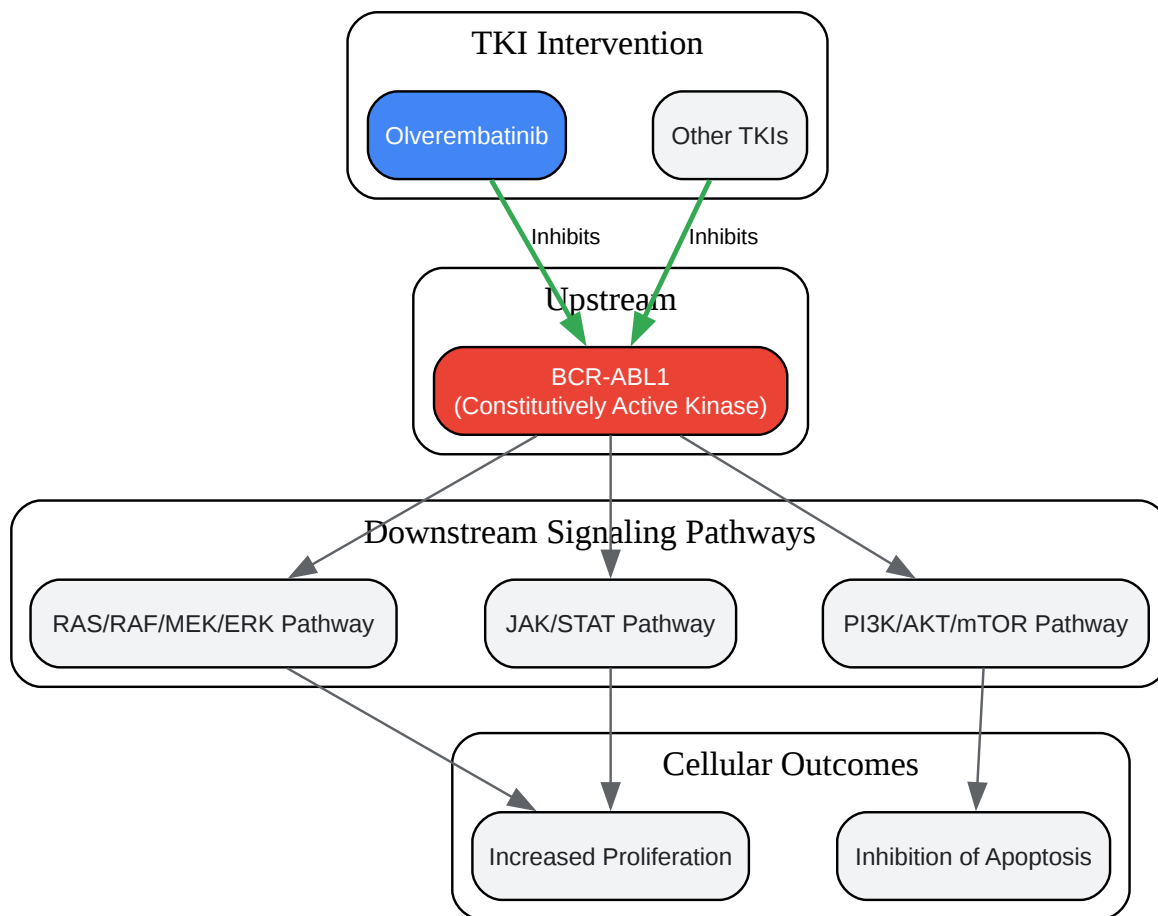 TKI Intervention
Olverembatinib
Other TKIs
Inhibits
Inhibits
Upstream
BCR-ABL1
(Constitutively Active Kinase)
Downstream Signaling Pathways
RAS/RAF/MEK/ERK Pathway
JAK/STAT Pathway
PI3K/AKT/mTOR Pathway
Cellular Outcomes
Increased Proliferation
Inhibition of Apoptosis